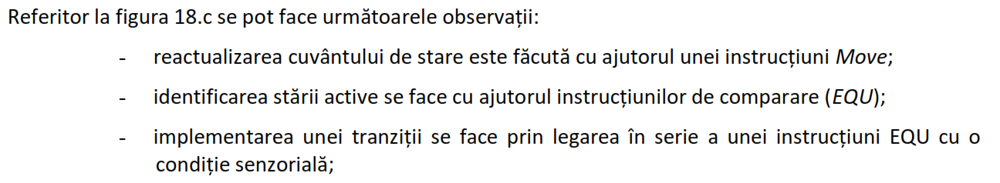 Referitor la figura 18.c se pot face următoarele observații:
- reactualizarea cuvântului de stare este făcută cu ajutorul unei instrucțiuni Move;
- identificarea stării active se face cu ajutorul instrucțiunilor de comparare (EQU);
- implementarea unei tranziții se face prin legarea în serie a unei instrucțiuni EQU cu o
condiție senzorială;